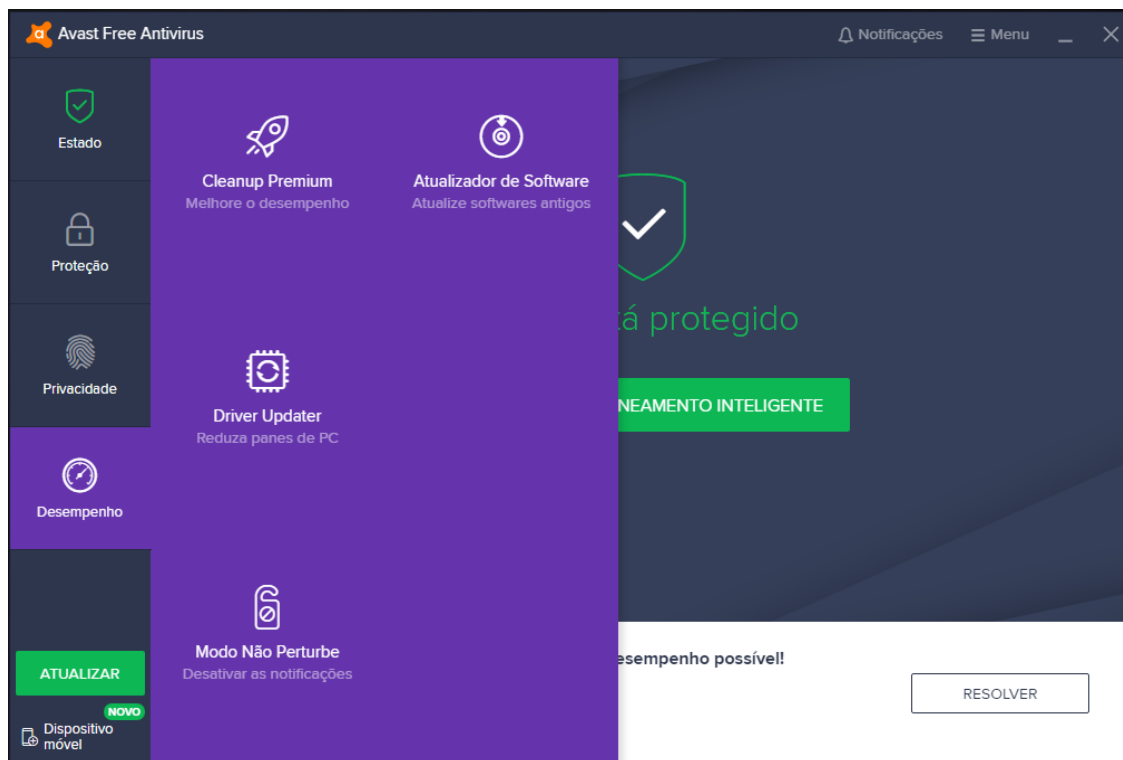 Avast Free Antivirus
Notificações
Menu
Estado
Proteção
Privacidade
Desempenho
ATUALIZAR
NOVO
Dispositivo
móvel
Cleanup Premium
Melhore o desempenho
Atualizador de Software
Atualize softwares antigos
Driver Updater
Reduza panes de PC
Modo Não Perturbe
Desativar as notificações
protegido
INTELIGENTE
possível!
RESOLVER